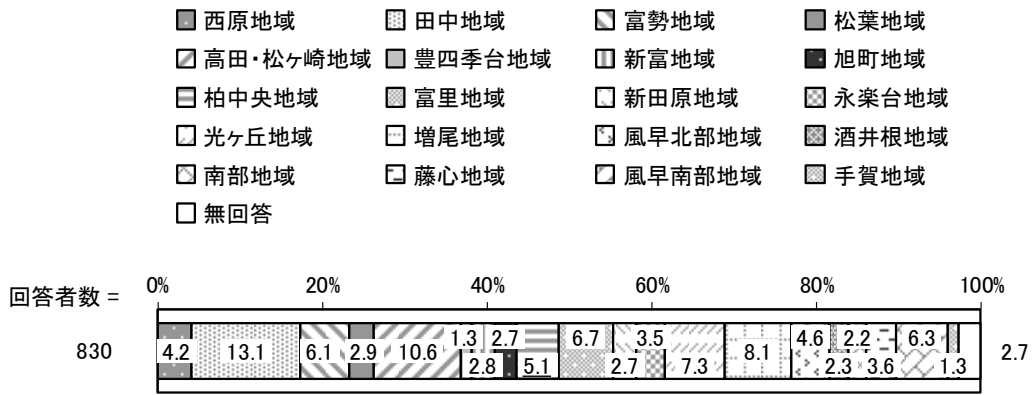 西原地域 田中地域 富勢地域 松葉地域
高田・松ヶ崎地域 豊四季台地域 新富地域 旭町地域
柏中央地域 富里地域 新田原地域 永楽台地域
光ヶ丘地域 増尾地域 風早北部地域 酒井根地域
南部地域 藤心地域 風早南部地域 手賀地域
無回答
0% 20% 40% 60% 80% 100%
回答者数 =
830
1.3 2.7 6.7 3.5 4.6 2.2 6.3
4.2 13.1 6.1 2.9 10.6 8.1 2.7
2.8 5.1 2.7 7.3 2.3 3.6 1.3